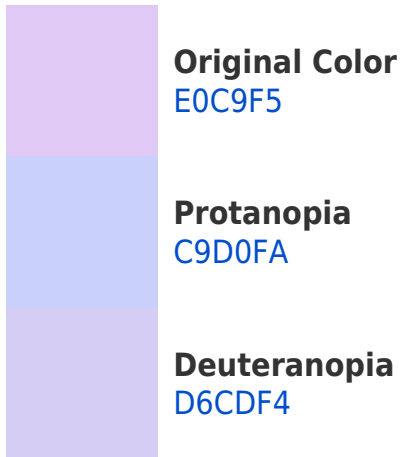 Original Color
E0C9F5
Protanopia
C9D0FA
Deuteranopia
D6CDF4